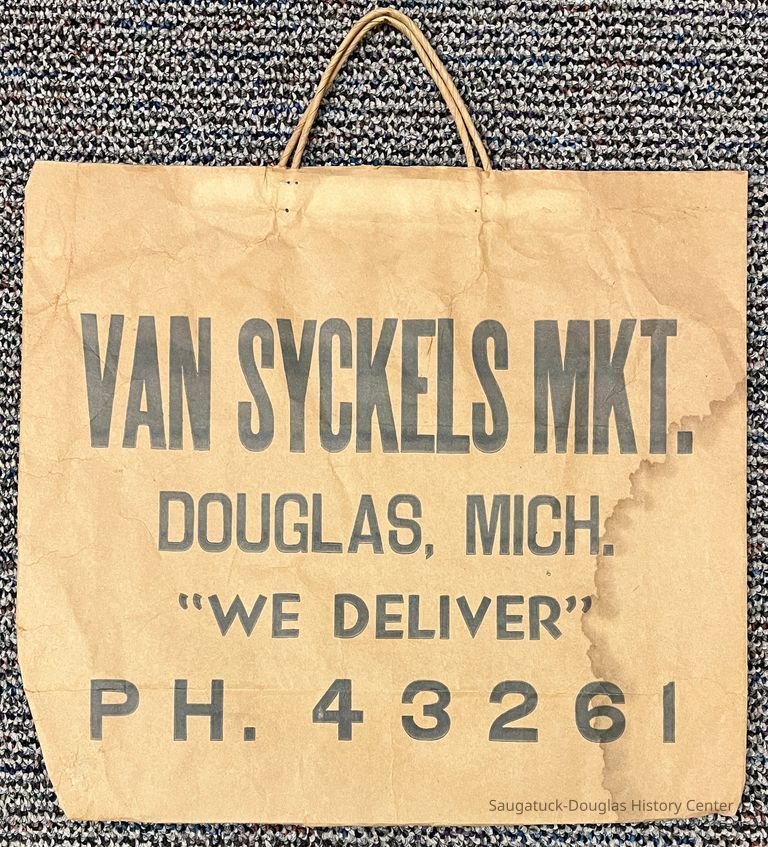 VAN SYCKELS MKT.
DOUGLAS, MICH.
“WE DELIVER”
PH. 43261
Saugatuck-Douglas History Center